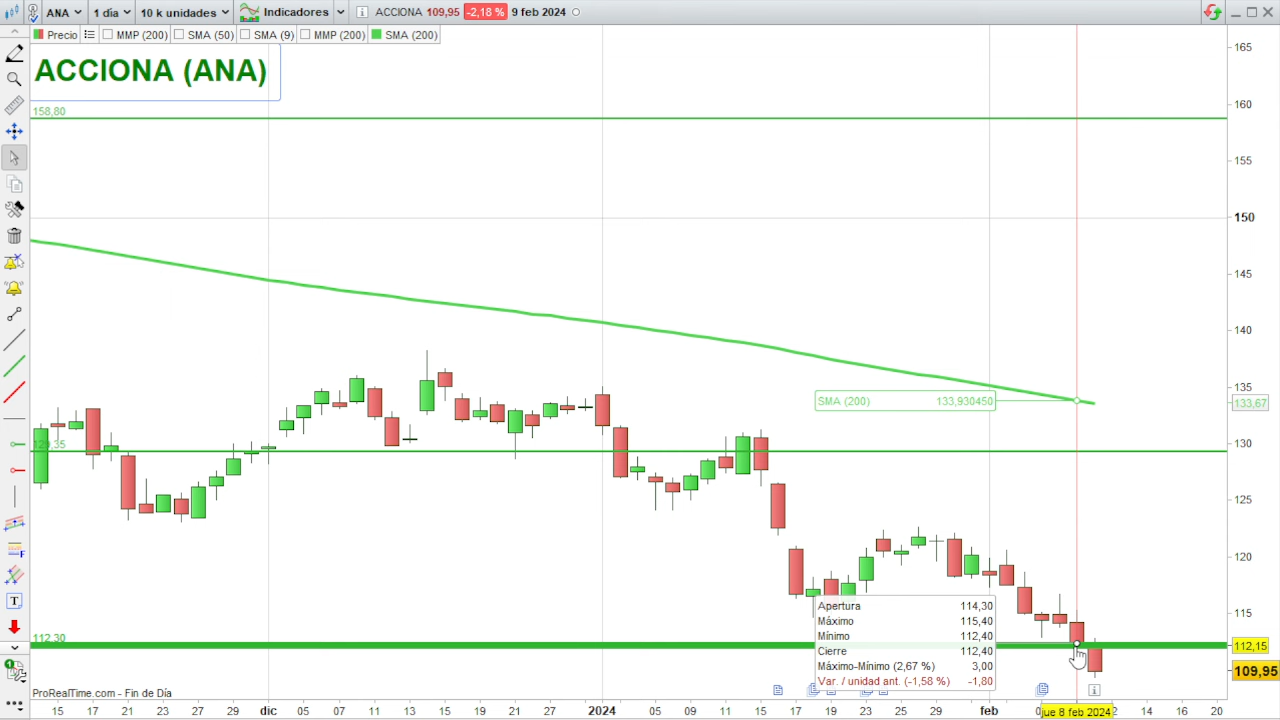 ANA 1 día 10 k unidades Indicadores ACCIONA 109,95 -2,18 % 9 feb 2024
Precio MMP (200) SMA (50) SMA (9) MMP (200) SMA (200)
ACCIONA (ANA)
165
158,80
160
155
150
145
140
135
SMA (200) 133,930450
133,67
130
125
120
115
112,30
112,15
109,95
Apertura 114,30
Máximo 115,40
Mínimo 112,40
Cierre 112,40
Máximo-Mínimo (2,67 %) 3,00
Var. / unidad ant. (-1,58 %) -1,80
ProRealTime.com - Fin de Día
15 17 21 23 27 29 dic 05 07 11 13 15 19 21 27 29 2024 05 09 11 15 17 19 23 25 29 feb jue 8 feb 2024 14 16 20